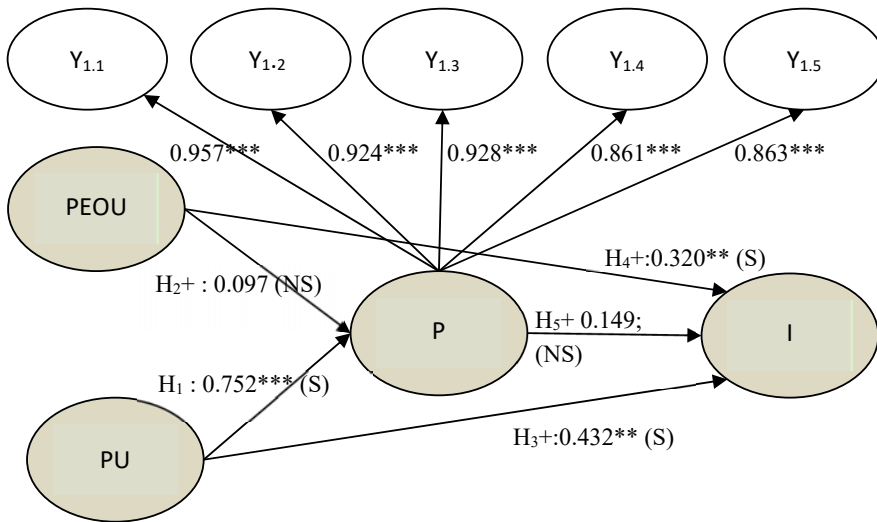 Y1.1
Y1.2
Y1.3
Y1.4
Y1.5
0.957***
0.924***
0.928***
0.861***
0.863***
PEOU
H4+:0.320** (S)
H2+ : 0.097 (NS)
P
H5+ 0.149;
(NS)
I
H1 : 0.752*** (S)
H3+:0.432** (S)
PU